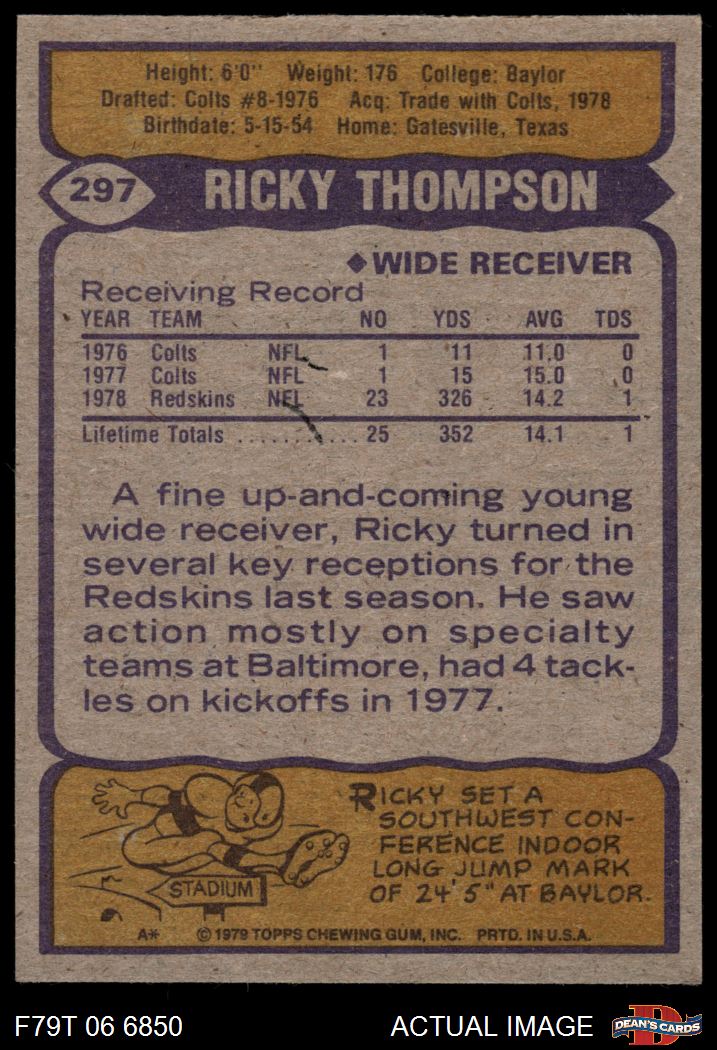 Height: 6'0" Weight: 176 College: Baylor
Drafted: Colts #8-1976 Acq: Trade with Colts, 1978
Birthdate: 5-15-54 Home: Gatesville, Texas
297 RICKY THOMPSON
◆WIDE RECEIVER
Receiving Record
YEAR TEAM NO YDS AVG TDS
1976 Colts NFL 1 11 11.0 0
1977 Colts NFL 1 15 15.0 0
1978 Redskins NFL 23 326 14.2 1
Lifetime Totals .......... 25 352 14.1 1
A fine up-and-coming young
wide receiver, Ricky turned in
several key receptions for the
Redskins last season. He saw
action mostly on specialty
teams at Baltimore, had 4 tack-
les on kickoffs in 1977.
RICKY SET A
SOUTHWEST CON-
FERENCE INDOOR
LONG JUMP MARK
OF 24'5" AT BAYLOR.
STADIUM
A* © 1979 TOPPS CHEWING GUM, INC. PRTD. IN U.S.A.
F79T 06 6850 ACTUAL IMAGE DEAN'S CARDS